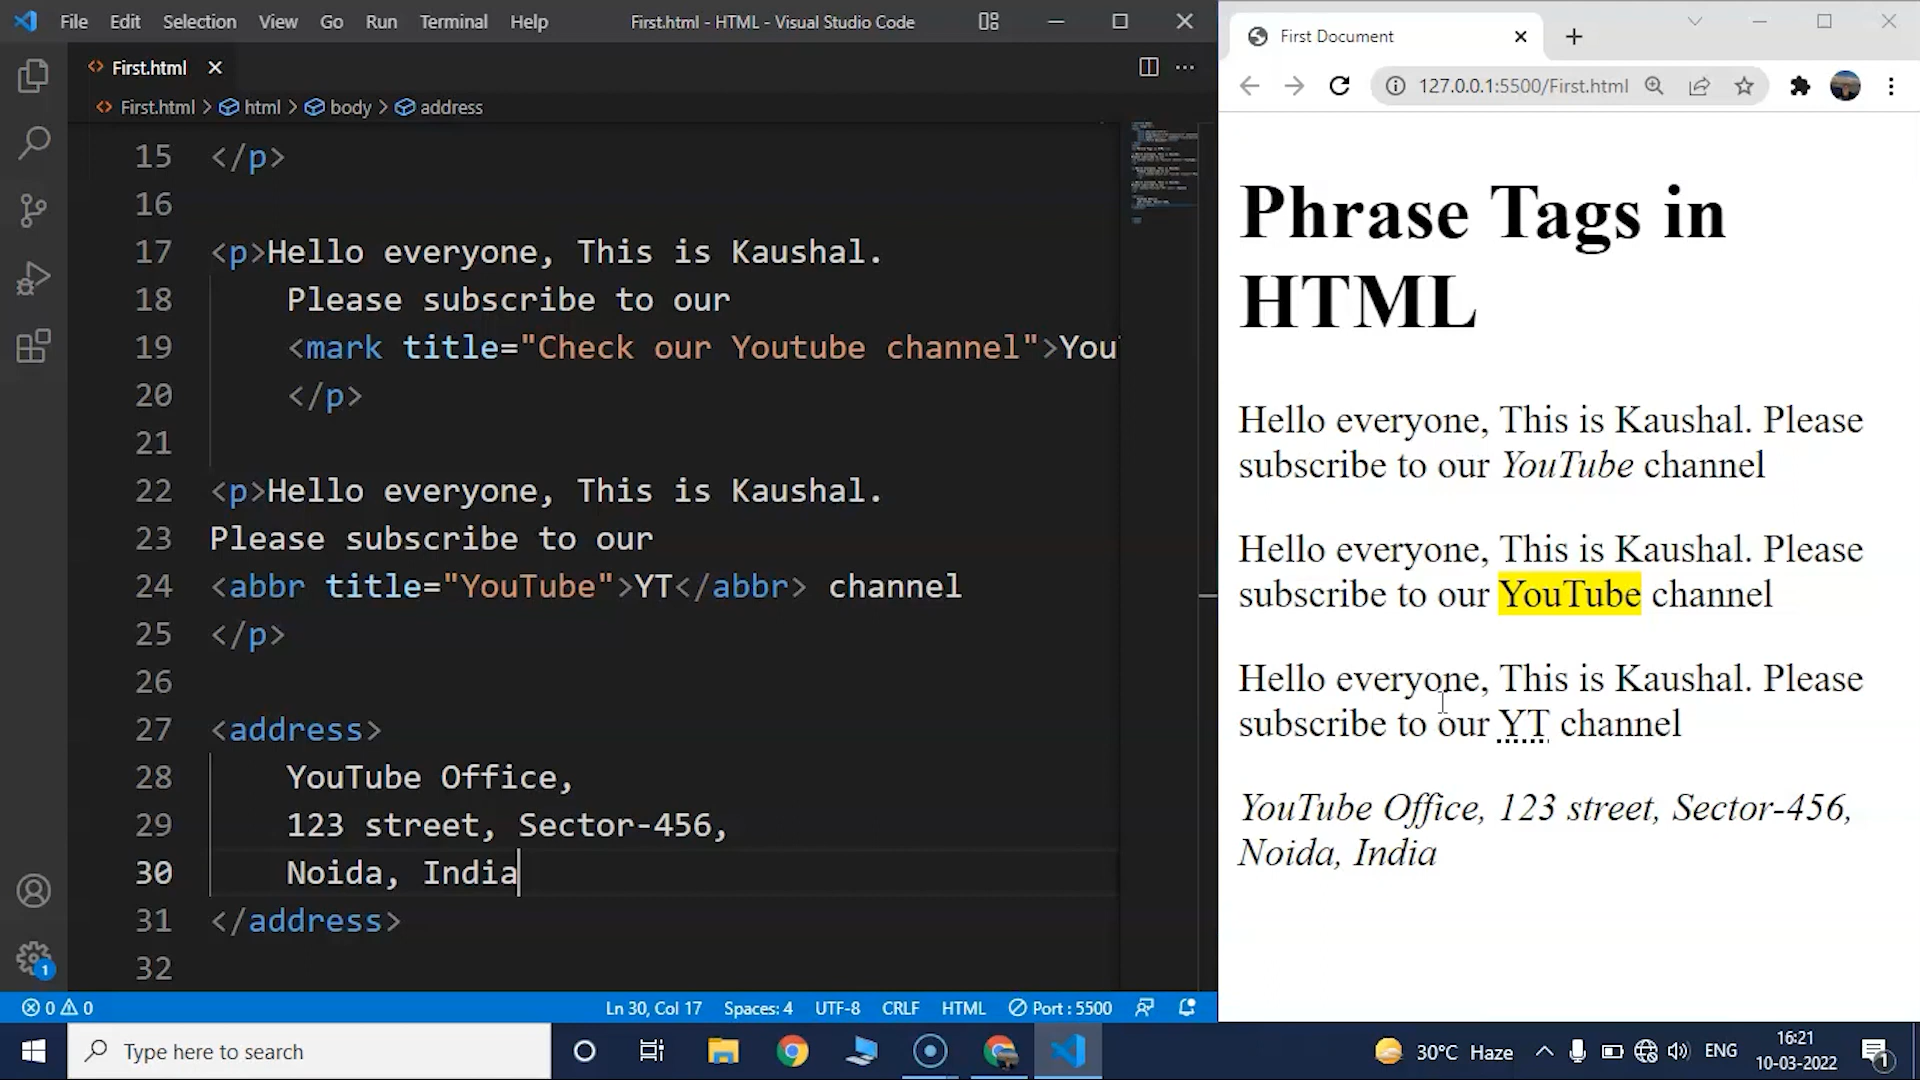 File Edit Selection View Go Run Terminal Help First.html - HTML - Visual Studio Code
First.html
First.html > html > body > address
15 </p>
16
17 <p>Hello everyone, This is Kaushal.
18 Please subscribe to our
19 <mark title="Check our Youtube channel">You
20 </p>
21
22 <p>Hello everyone, This is Kaushal.
23 Please subscribe to our
24 <abbr title="YouTube">YT</abbr> channel
25 </p>
26
27 <address>
28 YouTube Office,
29 123 street, Sector-456,
30 Noida, India
31 </address>
32
0 0 Ln 30, Col 17 Spaces: 4 UTF-8 CRLF HTML Port : 5500
1
First Document
127.0.0.1:5500/First.html
Phrase Tags in
HTML
Hello everyone, This is Kaushal. Please
subscribe to our YouTube channel
Hello everyone, This is Kaushal. Please
subscribe to our YouTube channel
Hello everyone, This is Kaushal. Please
subscribe to our YT channel
YouTube Office, 123 street, Sector-456,
Noida, India
Type here to search
30°C Haze
ENG
16:21
10-03-2022
1